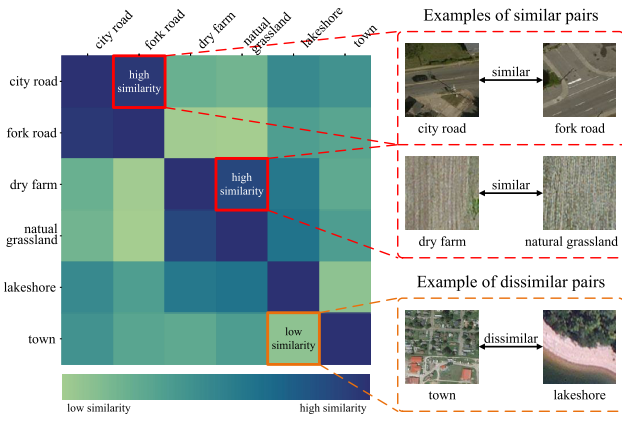 city road
fork road
dry farm
natual
grassland
lakeshore
town
city road
fork road
dry farm
natual
grassland
lakeshore
town
high
similarity
high
similarity
low
similarity
low similarity
high similarity
Examples of similar pairs
similar
city road
fork road
similar
dry farm
natural grassland
Example of dissimilar pairs
dissimilar
town
lakeshore